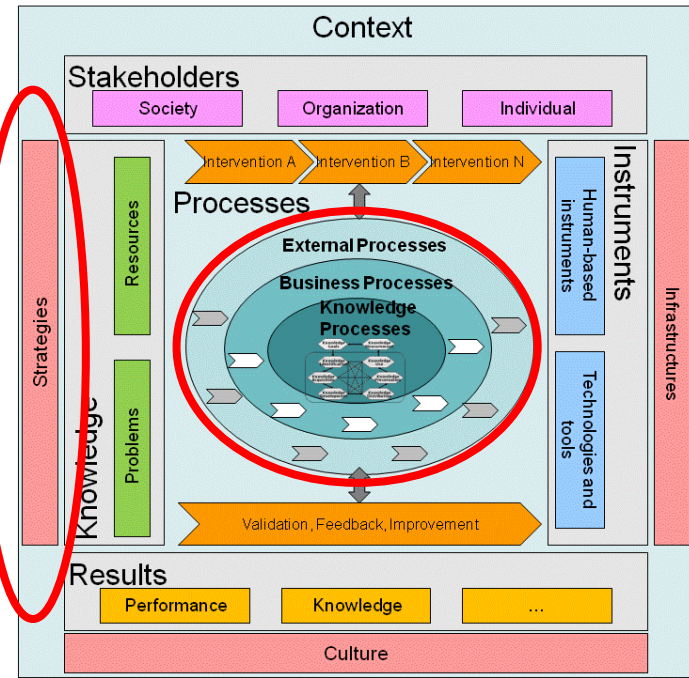 Context
Stakeholders
Society
Organization
Individual
Strategies
Knowledge
Resources
Problems
Intervention A
Intervention B
Intervention N
Processes
External Processes
Business Processes
Knowledge
Processes
Validation, Feedback, Improvement
Instruments
Human-based
instruments
Technologies and
tools
Infrastructures
Results
Performance
Knowledge
...
Culture